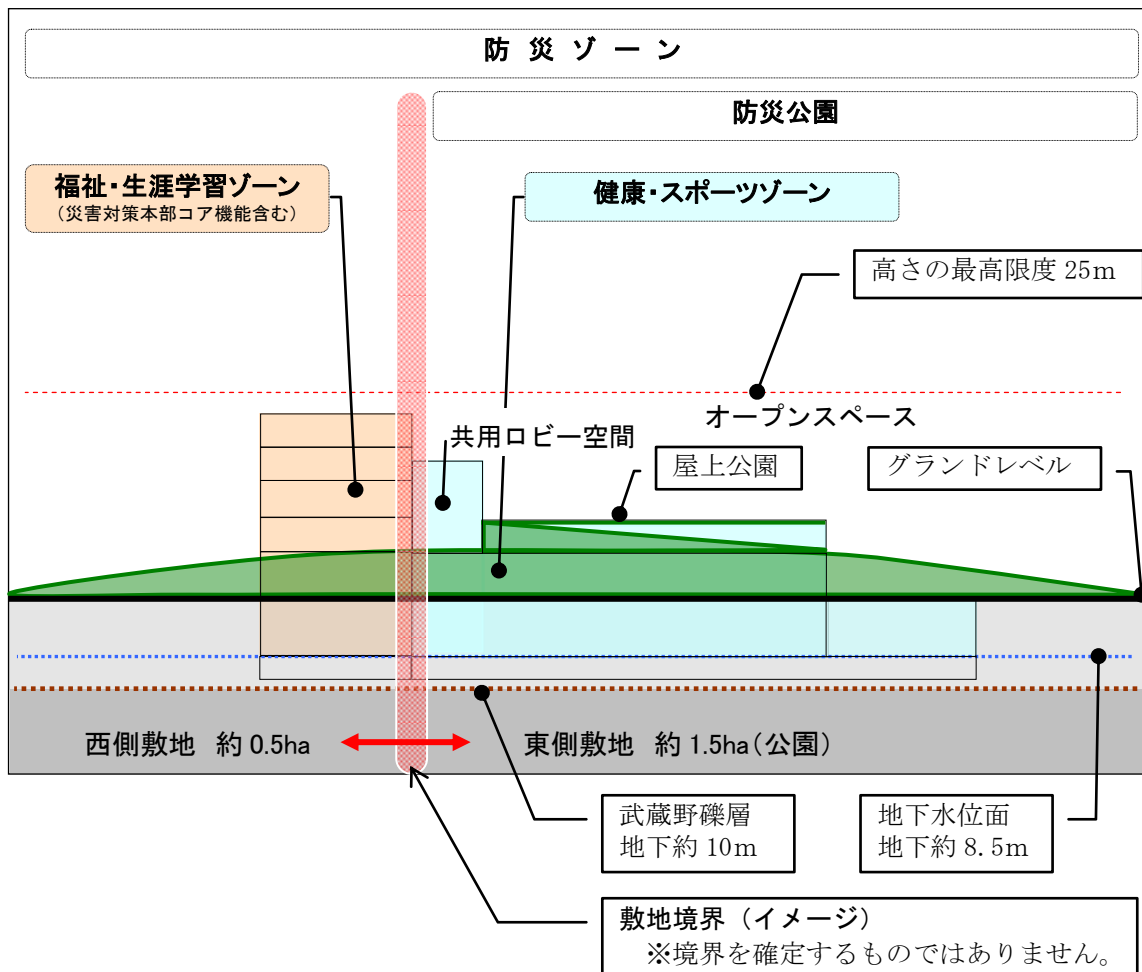 防災ゾーン
防災公園
福祉・生涯学習ゾーン
（災害対策本部コア機能含む）
健康・スポーツゾーン
高さの最高限度 25m
オープンスペース
共用ロビー空間
屋上公園
グランドレベル
西側敷地 約 0.5ha
東側敷地 約 1.5ha（公園）
武蔵野礫層
地下約 10m
地下水位面
地下約 8.5m
敷地境界（イメージ）
※境界を確定するものではありません。